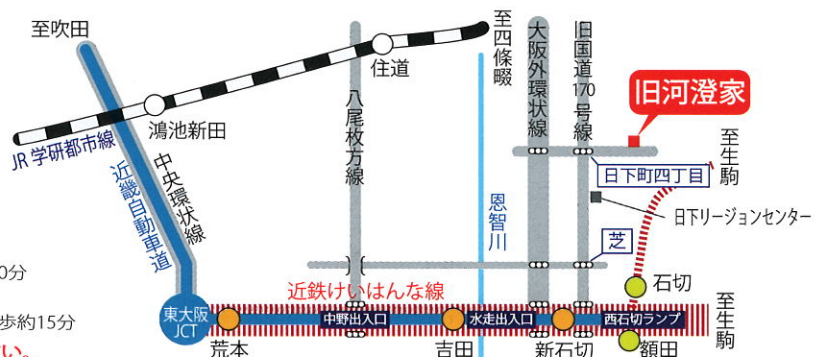 至吹田
鴻池新田
住道
至四條畷
JR 学研都市線
近畿自動車道
中央環状線
八尾枚方線
恩智川
大阪外環状線
旧国道170号線
旧河澄家
至生駒
日下町四丁目
日下リージョンセンター
芝
石切
近鉄けいはんな線
0分
歩約15分
い。
東大阪
JCT
荒本
中野出入口
吉田
水走出入口
新石切
西石切ランプ
額田
至生駒